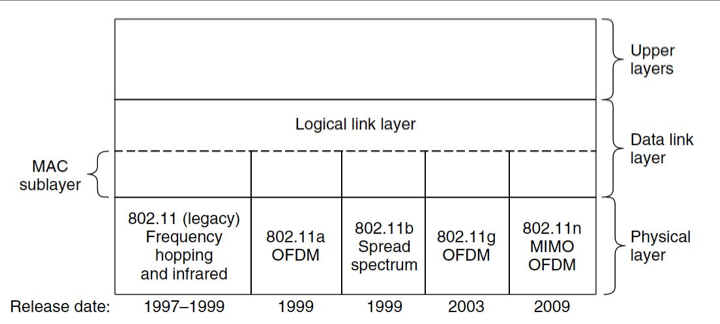 Upper
layers
Logical link layer
Data link
layer
MAC
sublayer
802.11 (legacy)
Frequency
hopping
and infrared
802.11a
OFDM
802.11b
Spread
spectrum
802.11g
OFDM
802.11n
MIMO
OFDM
Physical
layer
Release date: 1997–1999 1999 1999 2003 2009